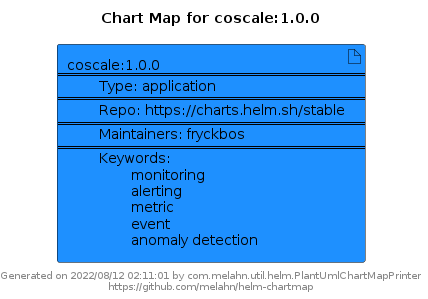 Chart Map for coscale:1.0.0
coscale:1.0.0
Type: application
Repo: https://charts.helm.sh/stable
Maintainers: fryckbos
Keywords:
monitoring
alerting
metric
event
anomaly detection
Generated on 2022/08/12 02:11:01 by com.melahn.util.helm.PlantUmlChartMapPrinter
https://github.com/melahn/helm-chartmap